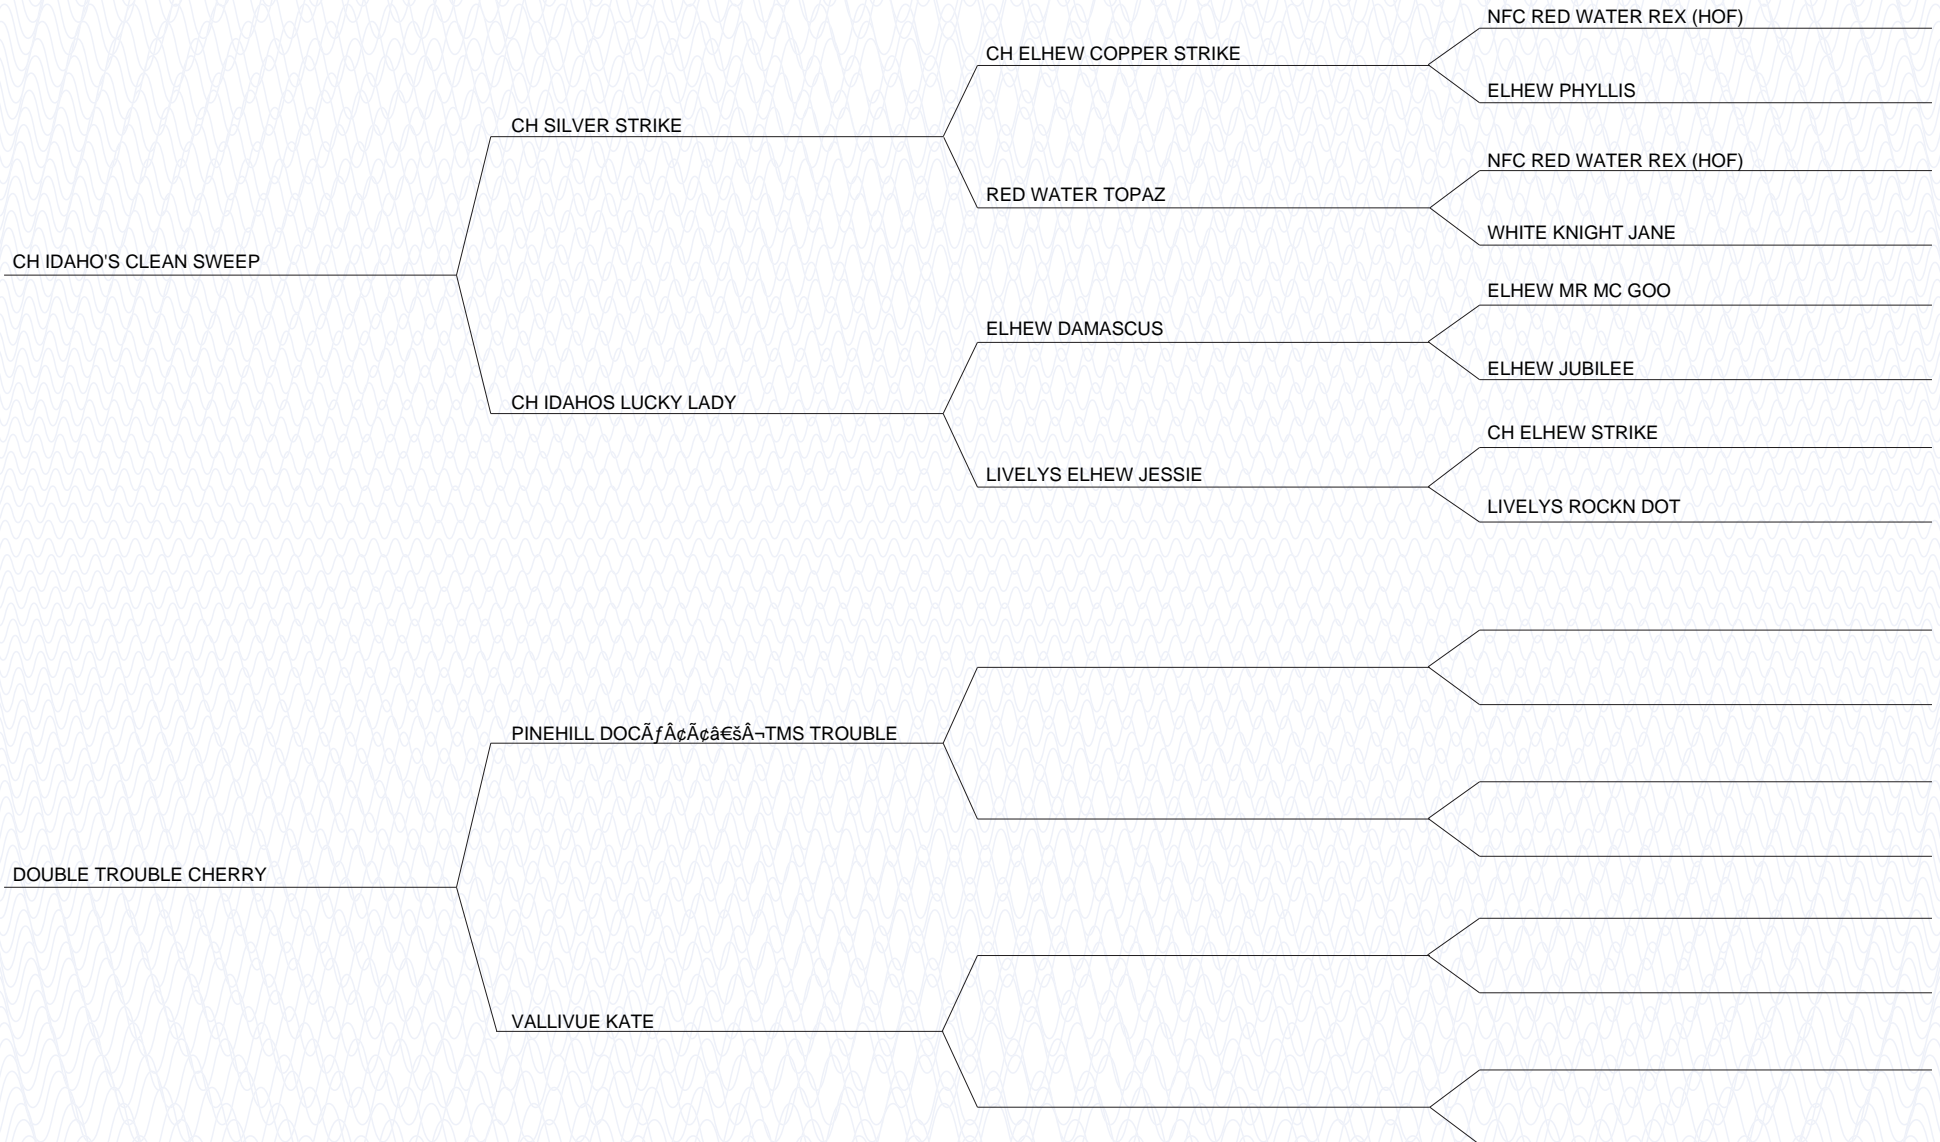 NFC RED WATER REX (HOF)
CH ELHEW COPPER STRIKE
ELHEW PHYLLIS
CH SILVER STRIKE
NFC RED WATER REX (HOF)
RED WATER TOPAZ
WHITE KNIGHT JANE
CH IDAHO'S CLEAN SWEEP
ELHEW MR MC GOO
ELHEW DAMASCUS
ELHEW JUBILEE
CH IDAHOS LUCKY LADY
CH ELHEW STRIKE
LIVELYS ELHEW JESSIE
LIVELYS ROCKN DOT
PINEHILL DOCÃƒÂ¢Ã¢â€šÂ¬TMS TROUBLE
DOUBLE TROUBLE CHERRY
VALLIVUE KATE